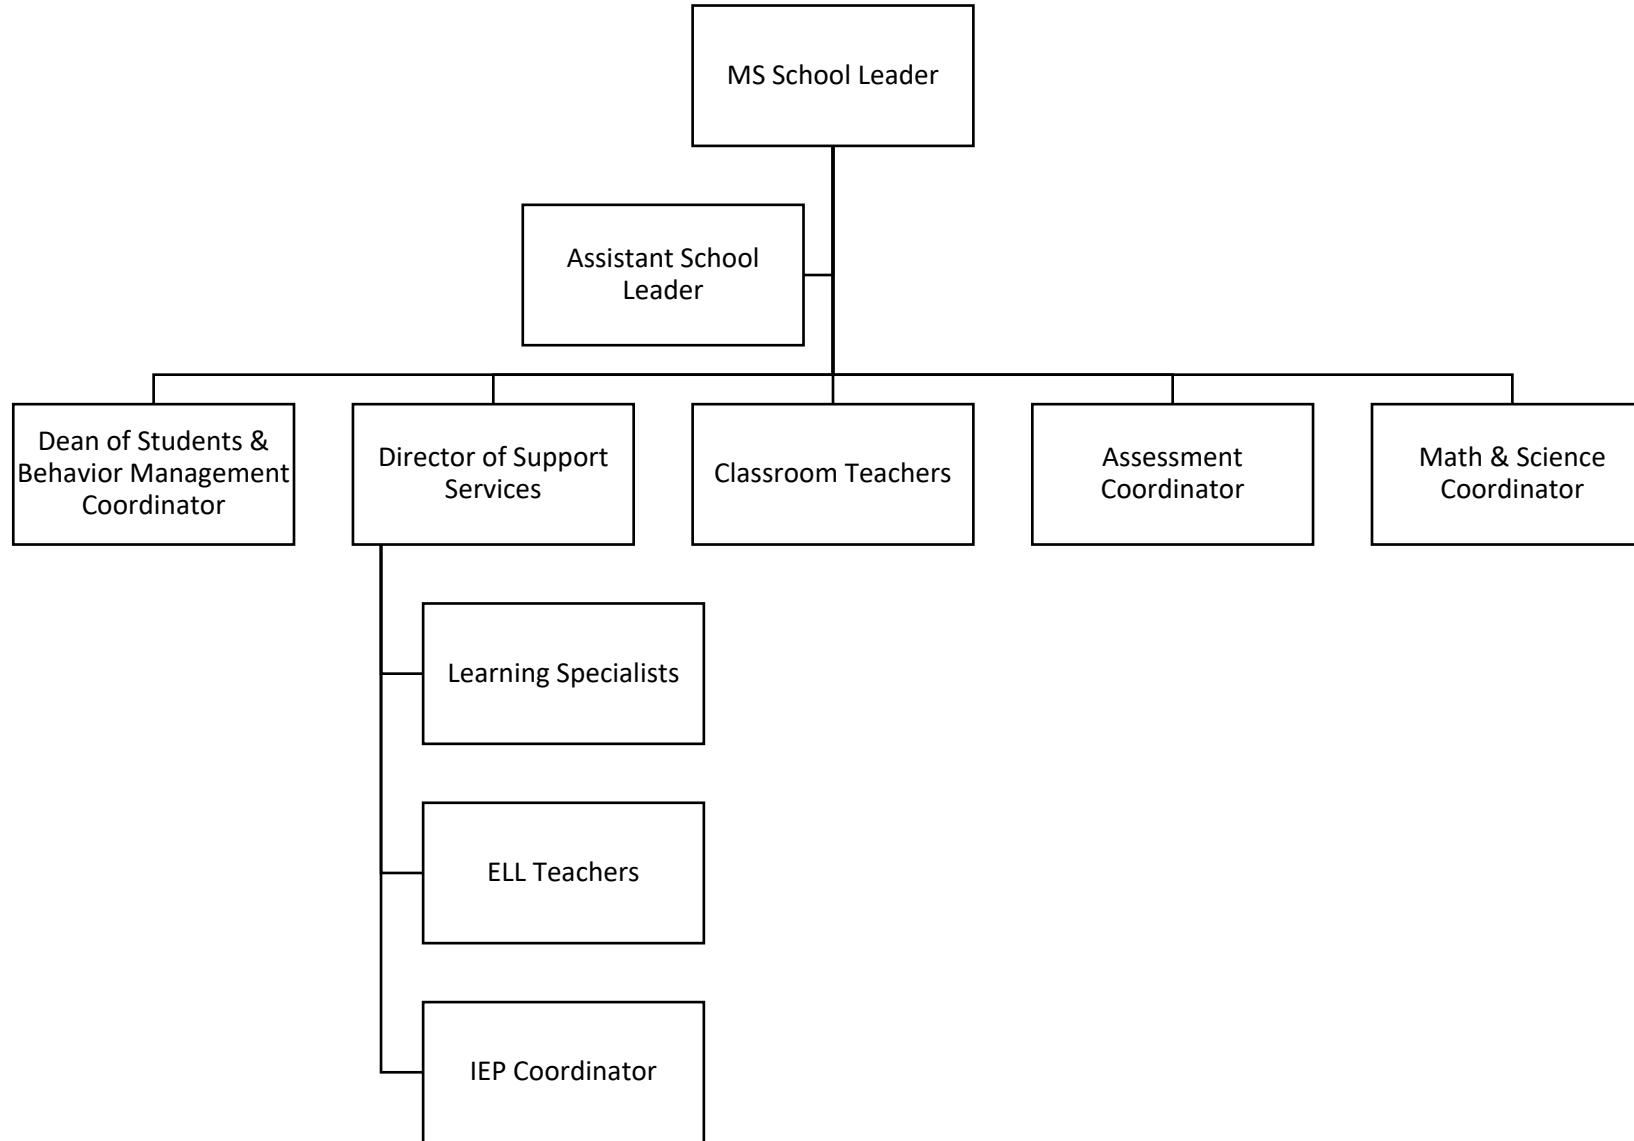 MS School Leader
Assistant School
Leader
Dean of Students &
Behavior Management
Coordinator
Director of Support
Services
Classroom Teachers
Assessment
Coordinator
Math & Science
Coordinator
Learning Specialists
ELL Teachers
IEP Coordinator